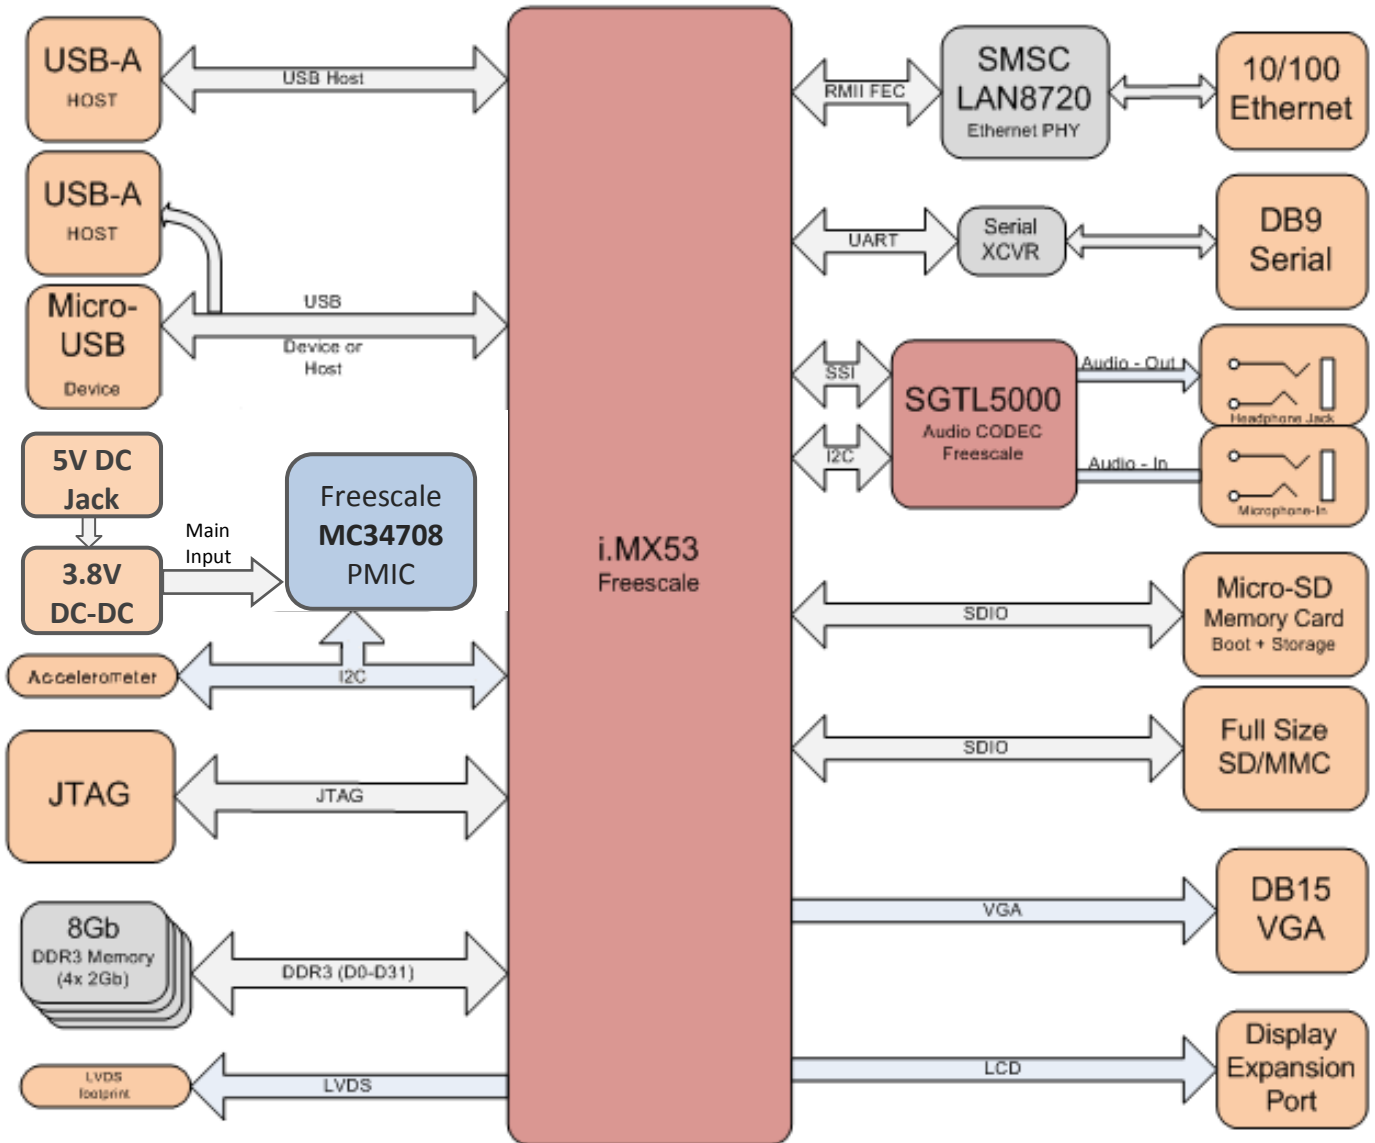 USB-A
HOST
USB Host
USB-A
HOST
Micro-
USB
Device
USB
Device or
Host
5V DC
Jack
3.8V
DC-DC
Main
Input
Freescale
MC34708
PMIC
Accelerometer
I2C
JTAG
JTAG
8Gb
DDR3 Memory
(4x 2Gb)
DDR3 (D0-D31)
LVDS
footprint
LVDS
i.MX53
Freescale
RMII FEC
SMSC
LAN8720
Ethernet PHY
10/100
Ethernet
UART
Serial
XCVR
DB9
Serial
SSI
I2C
SGTL5000
Audio CODEC
Freescale
Audio - Out
Headphone Jack
Audio - In
Microphone-In
SDIO
Micro-SD
Memory Card
Boot + Storage
SDIO
Full Size
SD/MMC
VGA
DB15
VGA
LCD
Display
Expansion
Port